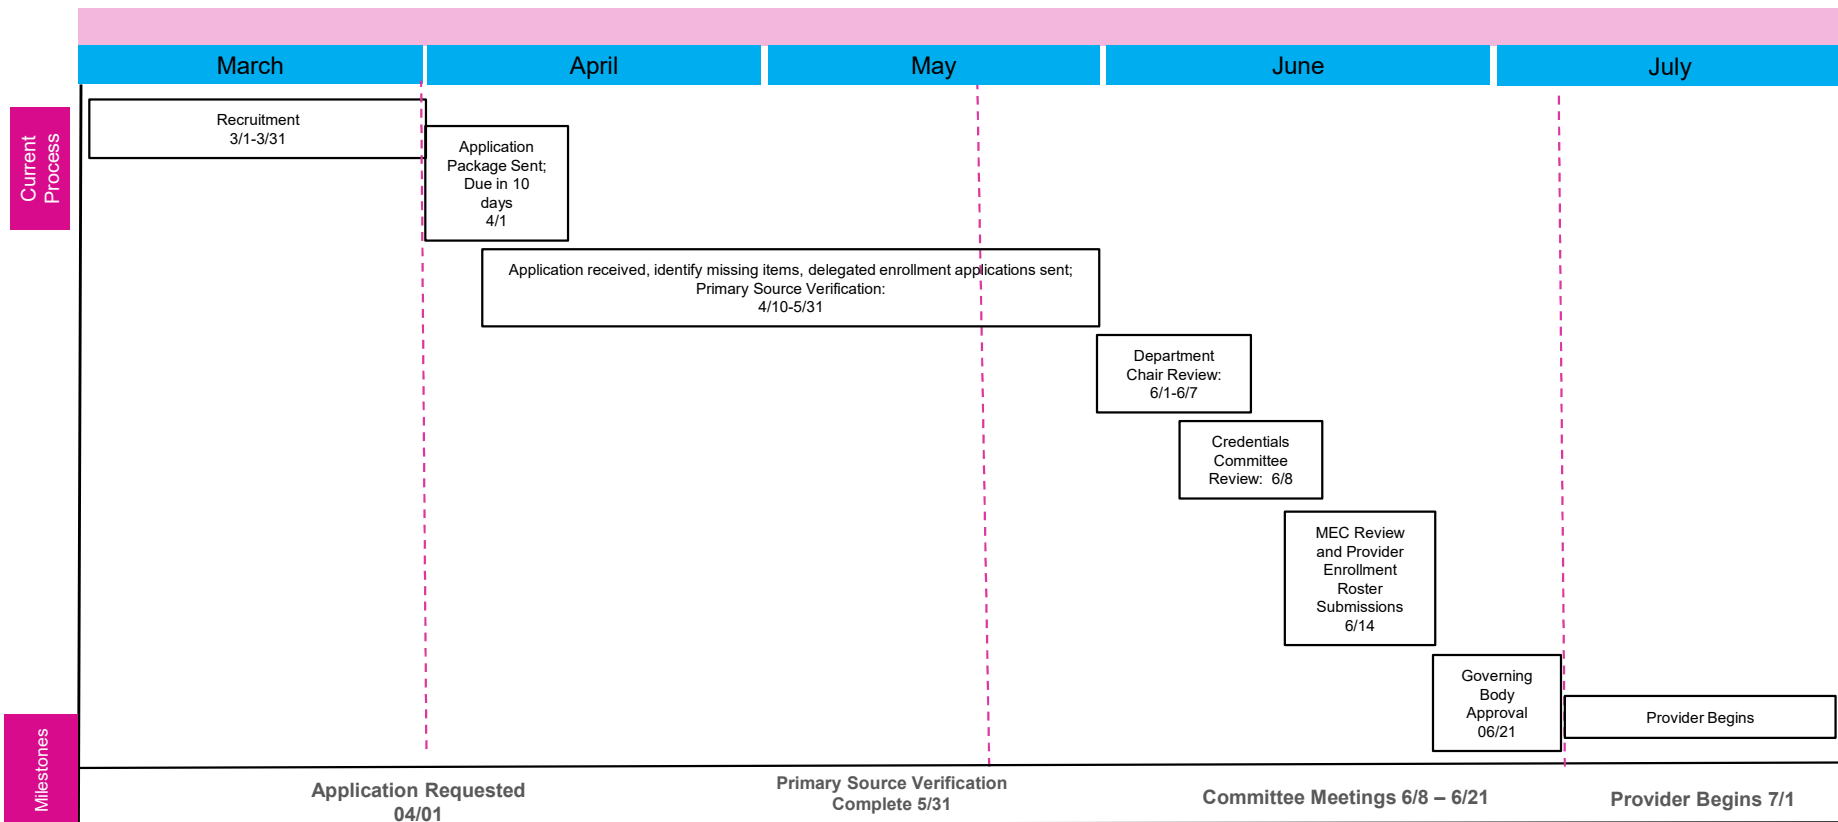 March
April
May
June
July
Current
Process
Recruitment
3/1-3/31
Application
Package Sent;
Due in 10
days
4/1
Application received, identify missing items, delegated enrollment applications sent;
Primary Source Verification:
4/10-5/31
Department
Chair Review:
6/1-6/7
Credentials
Committee
Review: 6/8
MEC Review
and Provider
Enrollment
Roster
Submissions
6/14
Governing
Body
Approval
06/21
Provider Begins
Milestones
Application Requested
04/01
Primary Source Verification
Complete 5/31
Committee Meetings 6/8 – 6/21
Provider Begins 7/1